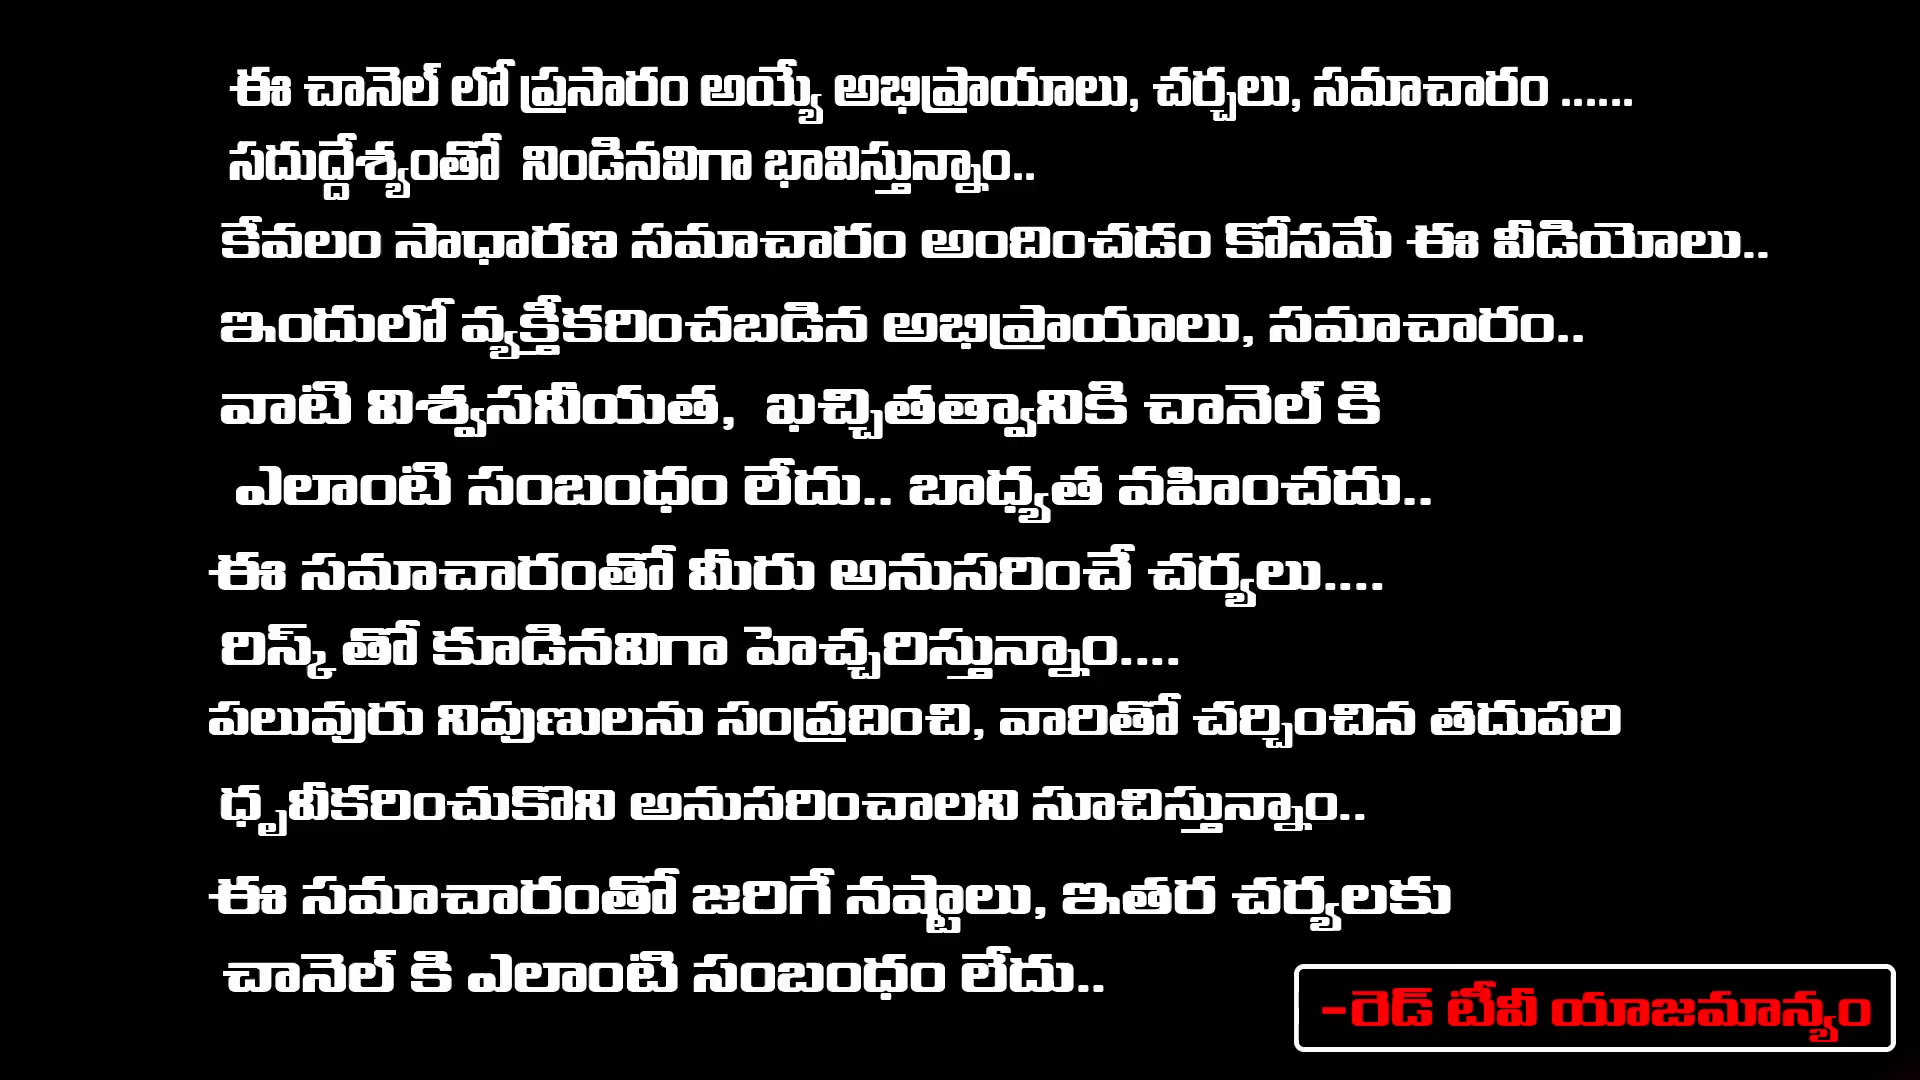 ఈ చానెల్ లో ప్రసారం అయ్యే అభిప్రాయాలు, చర్చలు, సమాచారం ......
సదుద్దేశ్యంతో నిండినవిగా భావిస్తున్నాం..
కేవలం సాధారణ సమాచారం అందించడం కోసమే ఈ వీడియోలు..
ఇందులో వ్యక్తీకరించబడిన అభిప్రాయాలు, సమాచారం..
వాటి విశ్వసనీయత, ఖచ్చితత్వానికి చానెల్ కి
ఎలాంటి సంబంధం లేదు.. బాధ్యత వహించదు..
ఈ సమాచారంతో మీరు అనుసరించే చర్యలు....
రిస్క్ తో కూడినవిగా హెచ్చరిస్తున్నాం....
పలువురు నిపుణులను సంప్రదించి, వారితో చర్చించిన తదుపరి
ధృవీకరించుకొని అనుసరించాలని సూచిస్తున్నాం..
ఈ సమాచారంతో జరిగే నష్టాలు, ఇతర చర్యలకు
చానెల్ కి ఎలాంటి సంబంధం లేదు..
-రెడ్ టీవీ యాజమాన్యం